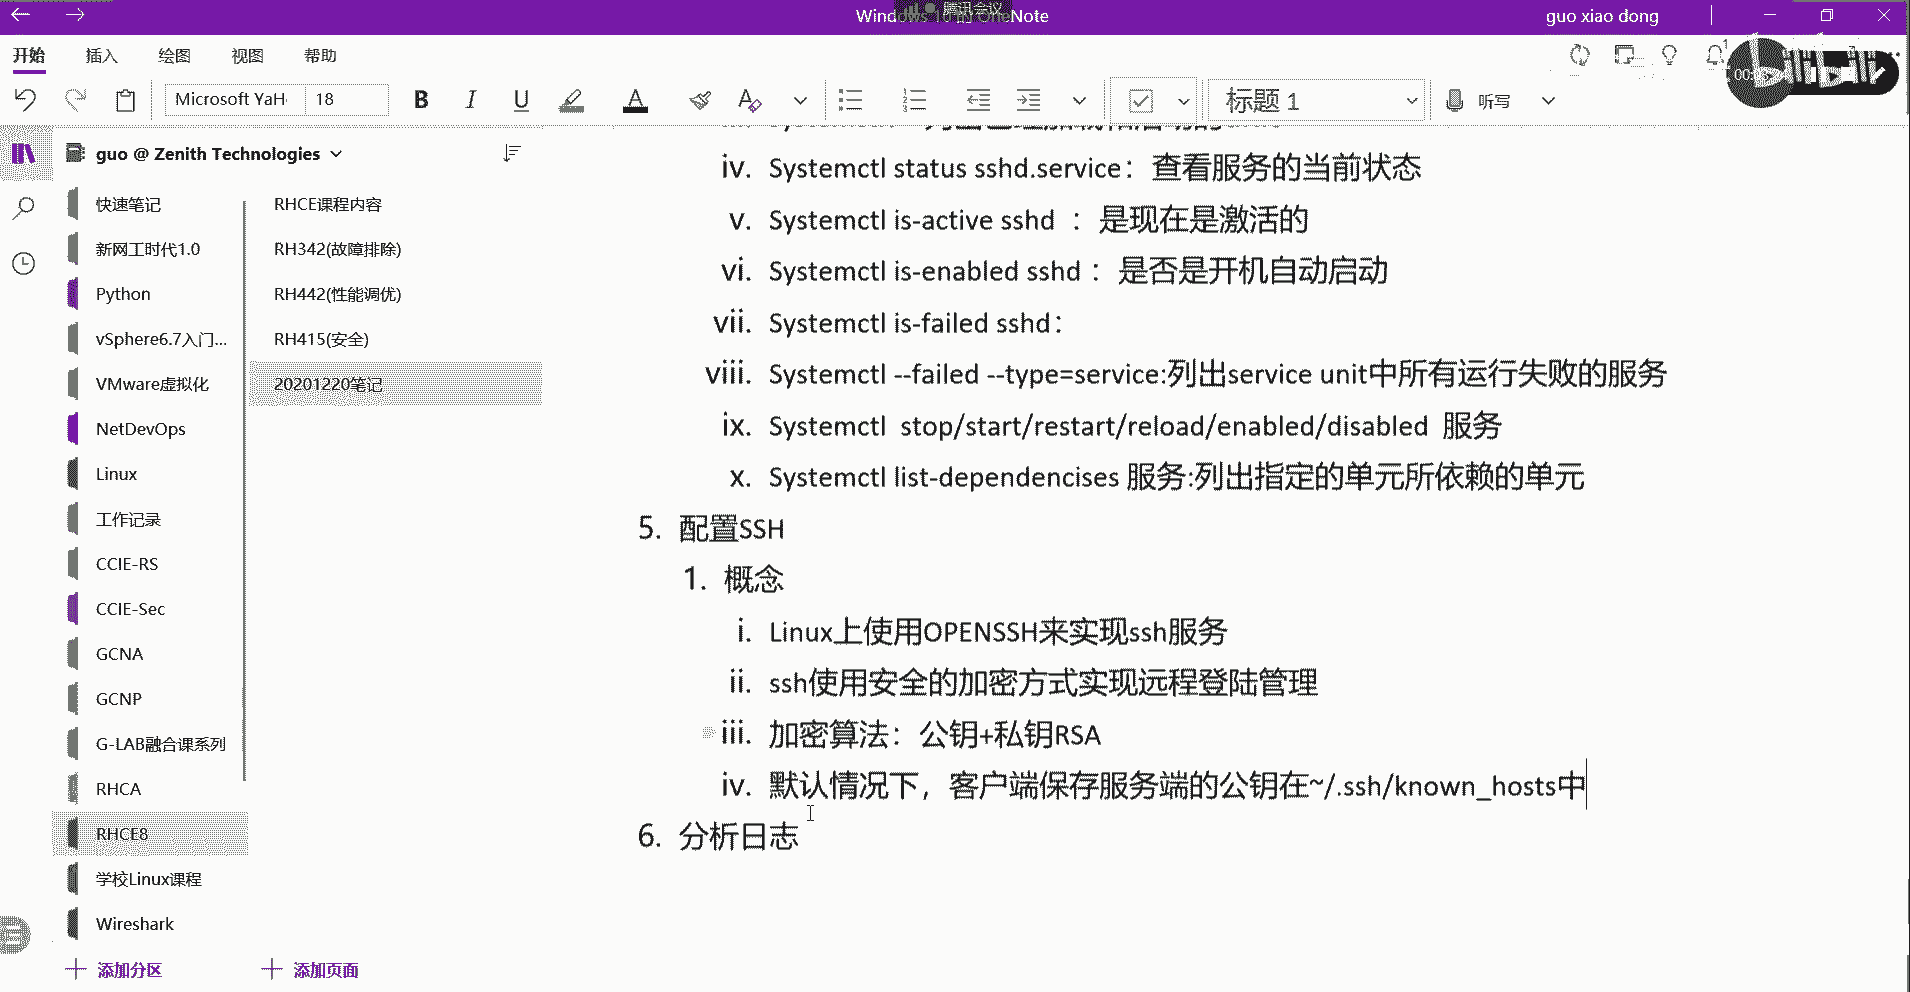 腾讯会议
guo xiao dong
开始 插入 绘图 视图 帮助
18 B I U A 标题 1 听写
guo @ Zenith Technologies
快速笔记
新网工时代1.0
Python
vSphere6.7入门...
VMware虚拟化
NetDevOps
Linux
工作记录
CCIE-RS
CCIE-Sec
GCNA
GCNP
G-LAB融合课系列
RHCA
RHCE8
学校Linux课程
Wireshark
添加分区
RHCE课程内容
RH342(故障排除)
RH442(性能调优)
RH415(安全)
20201220笔记
添加页面
iv. Systemctl status sshd.service：查看服务的当前状态
v. Systemctl is-active sshd ：是现在是激活的
vi. Systemctl is-enabled sshd ：是否是开机自动启动
vii. Systemctl is-failed sshd：
viii. Systemctl --failed --type=service:列出service unit中所有运行失败的服务
ix. Systemctl stop/start/restart/reload/enabled/disabled 服务
x. Systemctl list-dependencises 服务:列出指定的单元所依赖的单元
5. 配置SSH
1. 概念
i. Linux上使用OPENSSH来实现ssh服务
ii. ssh使用安全的加密方式实现远程登陆管理
iii. 加密算法：公钥+私钥RSA
iv. 默认情况下，客户端保存服务端的公钥在~/.ssh/known_hosts中
6. 分析日志